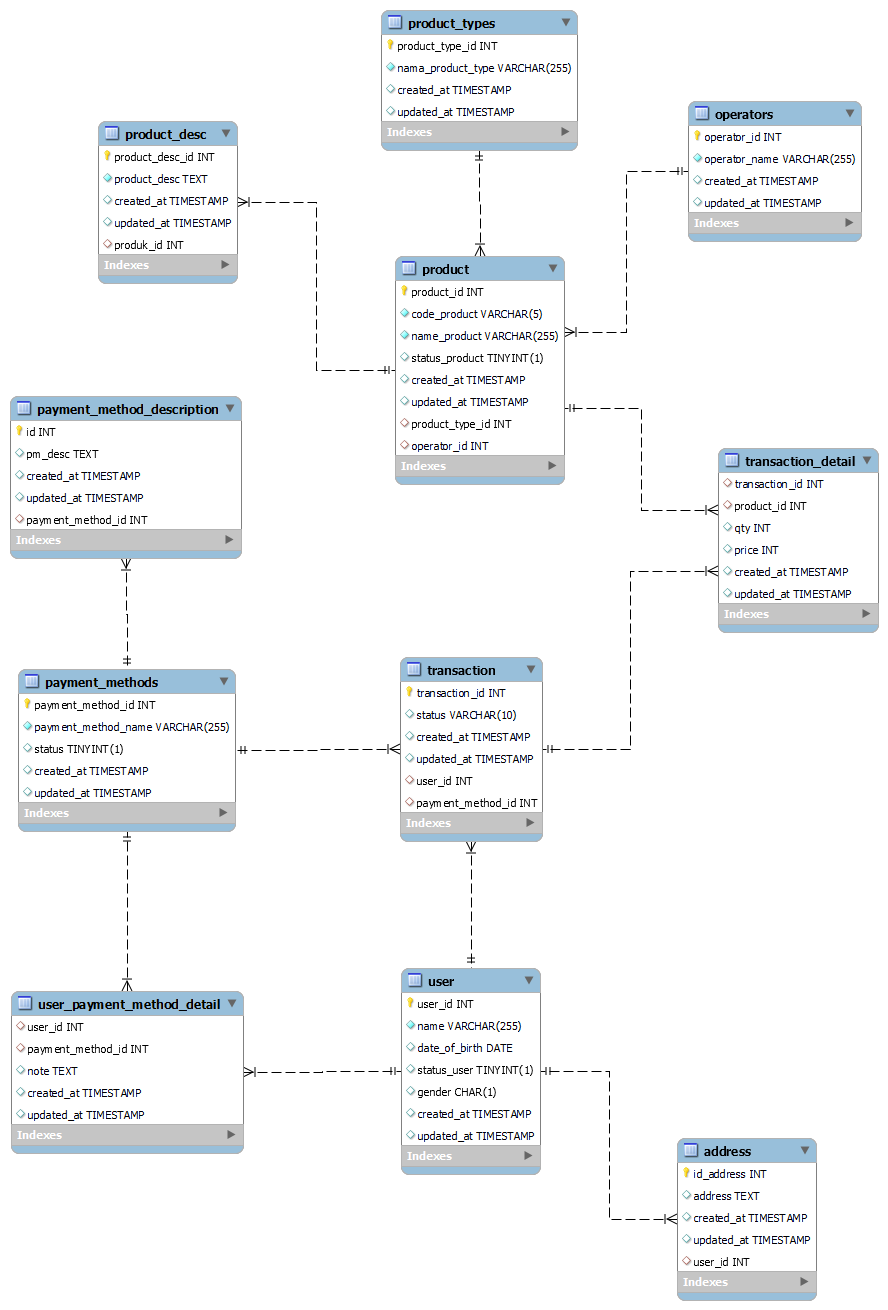 product_types
product_type_id INT
nama_product_type VARCHAR(255)
created_at TIMESTAMP
updated_at TIMESTAMP
Indexes
operators
operator_id INT
operator_name VARCHAR(255)
created_at TIMESTAMP
updated_at TIMESTAMP
Indexes
product_desc
product_desc_id INT
product_desc TEXT
created_at TIMESTAMP
updated_at TIMESTAMP
produk_id INT
Indexes
product
product_id INT
code_product VARCHAR(5)
name_product VARCHAR(255)
status_product TINYINT(1)
created_at TIMESTAMP
updated_at TIMESTAMP
product_type_id INT
operator_id INT
Indexes
payment_method_description
id INT
pm_desc TEXT
created_at TIMESTAMP
updated_at TIMESTAMP
payment_method_id INT
Indexes
transaction_detail
transaction_id INT
product_id INT
qty INT
price INT
created_at TIMESTAMP
updated_at TIMESTAMP
Indexes
payment_methods
payment_method_id INT
payment_method_name VARCHAR(255)
status TINYINT(1)
created_at TIMESTAMP
updated_at TIMESTAMP
Indexes
transaction
transaction_id INT
status VARCHAR(10)
created_at TIMESTAMP
updated_at TIMESTAMP
user_id INT
payment_method_id INT
Indexes
user_payment_method_detail
user_id INT
payment_method_id INT
note TEXT
created_at TIMESTAMP
updated_at TIMESTAMP
Indexes
user
user_id INT
name VARCHAR(255)
date_of_birth DATE
status_user TINYINT(1)
gender CHAR(1)
created_at TIMESTAMP
updated_at TIMESTAMP
Indexes
address
id_address INT
address TEXT
created_at TIMESTAMP
updated_at TIMESTAMP
user_id INT
Indexes